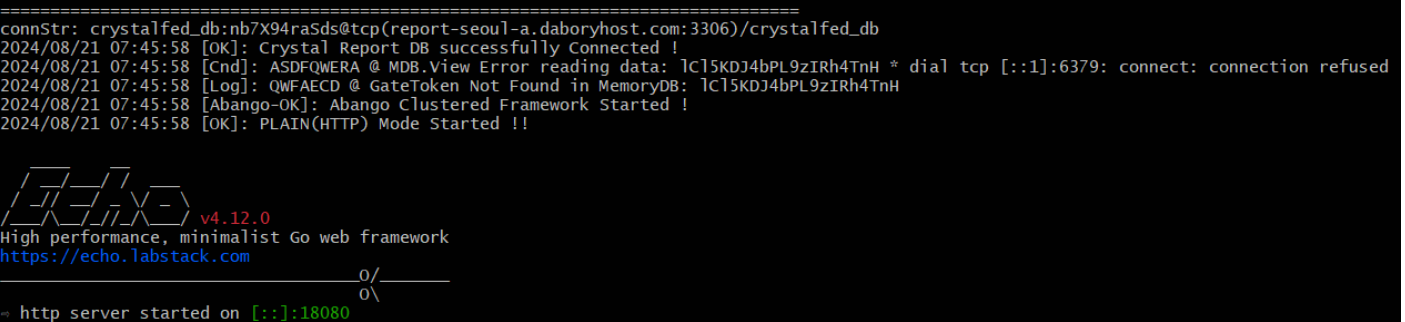 ================================================================================
connStr: crystalfed_db:nb7X94raSds@tcp(report-seoul-a.daboryhost.com:3306)/crystalfed_db
2024/08/21 07:45:58 [OK]: Crystal Report DB successfully Connected !
2024/08/21 07:45:58 [Cnd]: ASDFQWERA @ MDB.View Error reading data: lCl5KDJ4bPL9zIRh4TnH * dial tcp [::1]:6379: connect: connection refused
2024/08/21 07:45:58 [Log]: QWFAECD @ GateToken Not Found in MemoryDB: lCl5KDJ4bPL9zIRh4TnH
2024/08/21 07:45:58 [Abango-OK]: Abango Clustered Framework Started !
2024/08/21 07:45:58 [OK]: PLAIN(HTTP) Mode Started !!
Echo v4.12.0
High performance, minimalist Go web framework
https://echo.labstack.com
____________________________________O/_______
                                    O\
⇨ http server started on [::]:18080